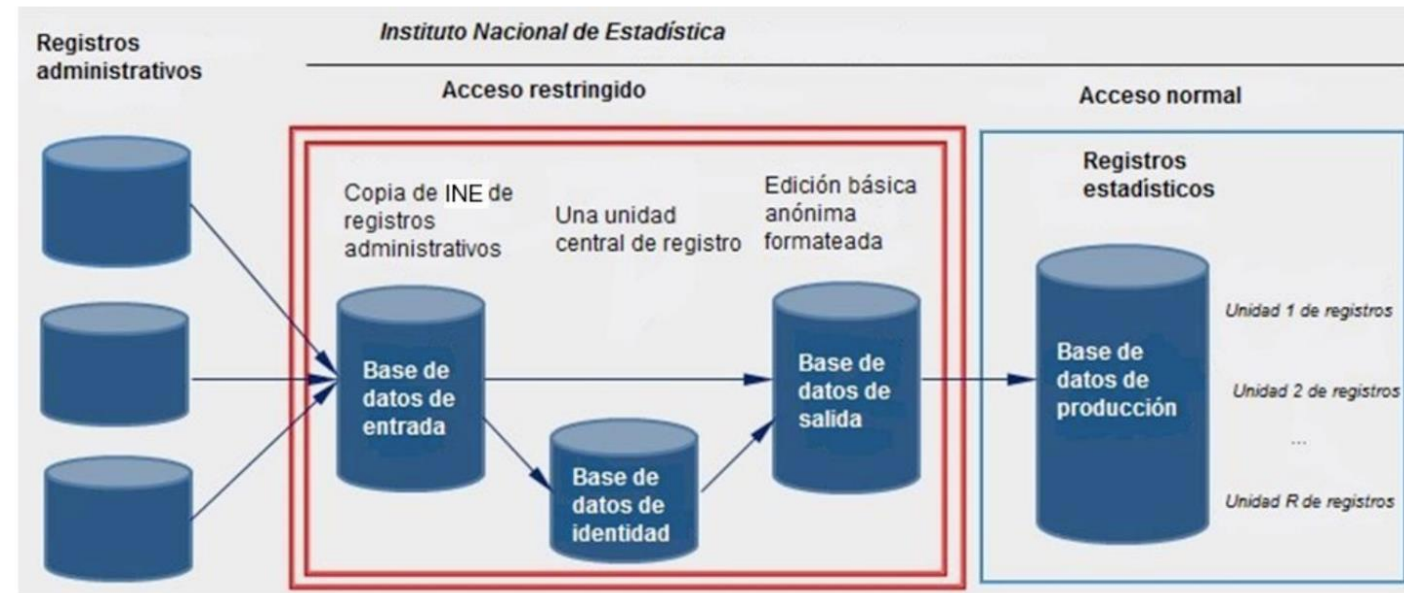 Registros
administrativos
Instituto Nacional de Estadística
Acceso restringido
Acceso normal
Copia de INE de
registros
administrativos
Una unidad
central de registro
Edición básica
anónima
formateada
Registros
estadísticos
Base de
datos de
entrada
Base de
datos de
identidad
Base de
datos de
salida
Base de
datos de
producción
Unidad 1 de registros
Unidad 2 de registros
...
Unidad R de registros